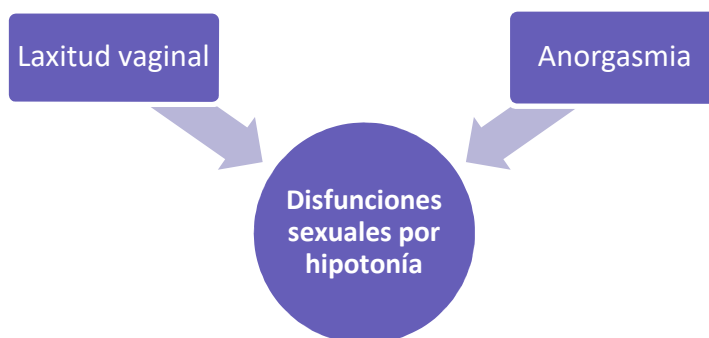 Laxitud vaginal
Anorgasmia
Disfunciones
sexuales por
hipotonía